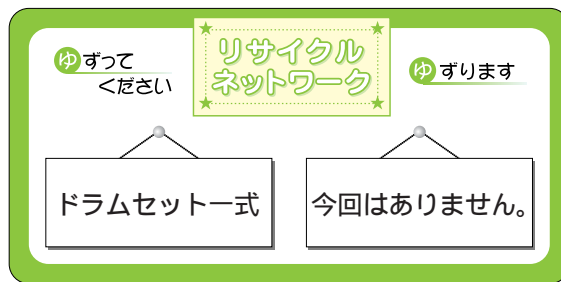 リサイクル
ネットワーク
ゆずって
ください
ゆずります
ドラムセット一式
今回はありません。